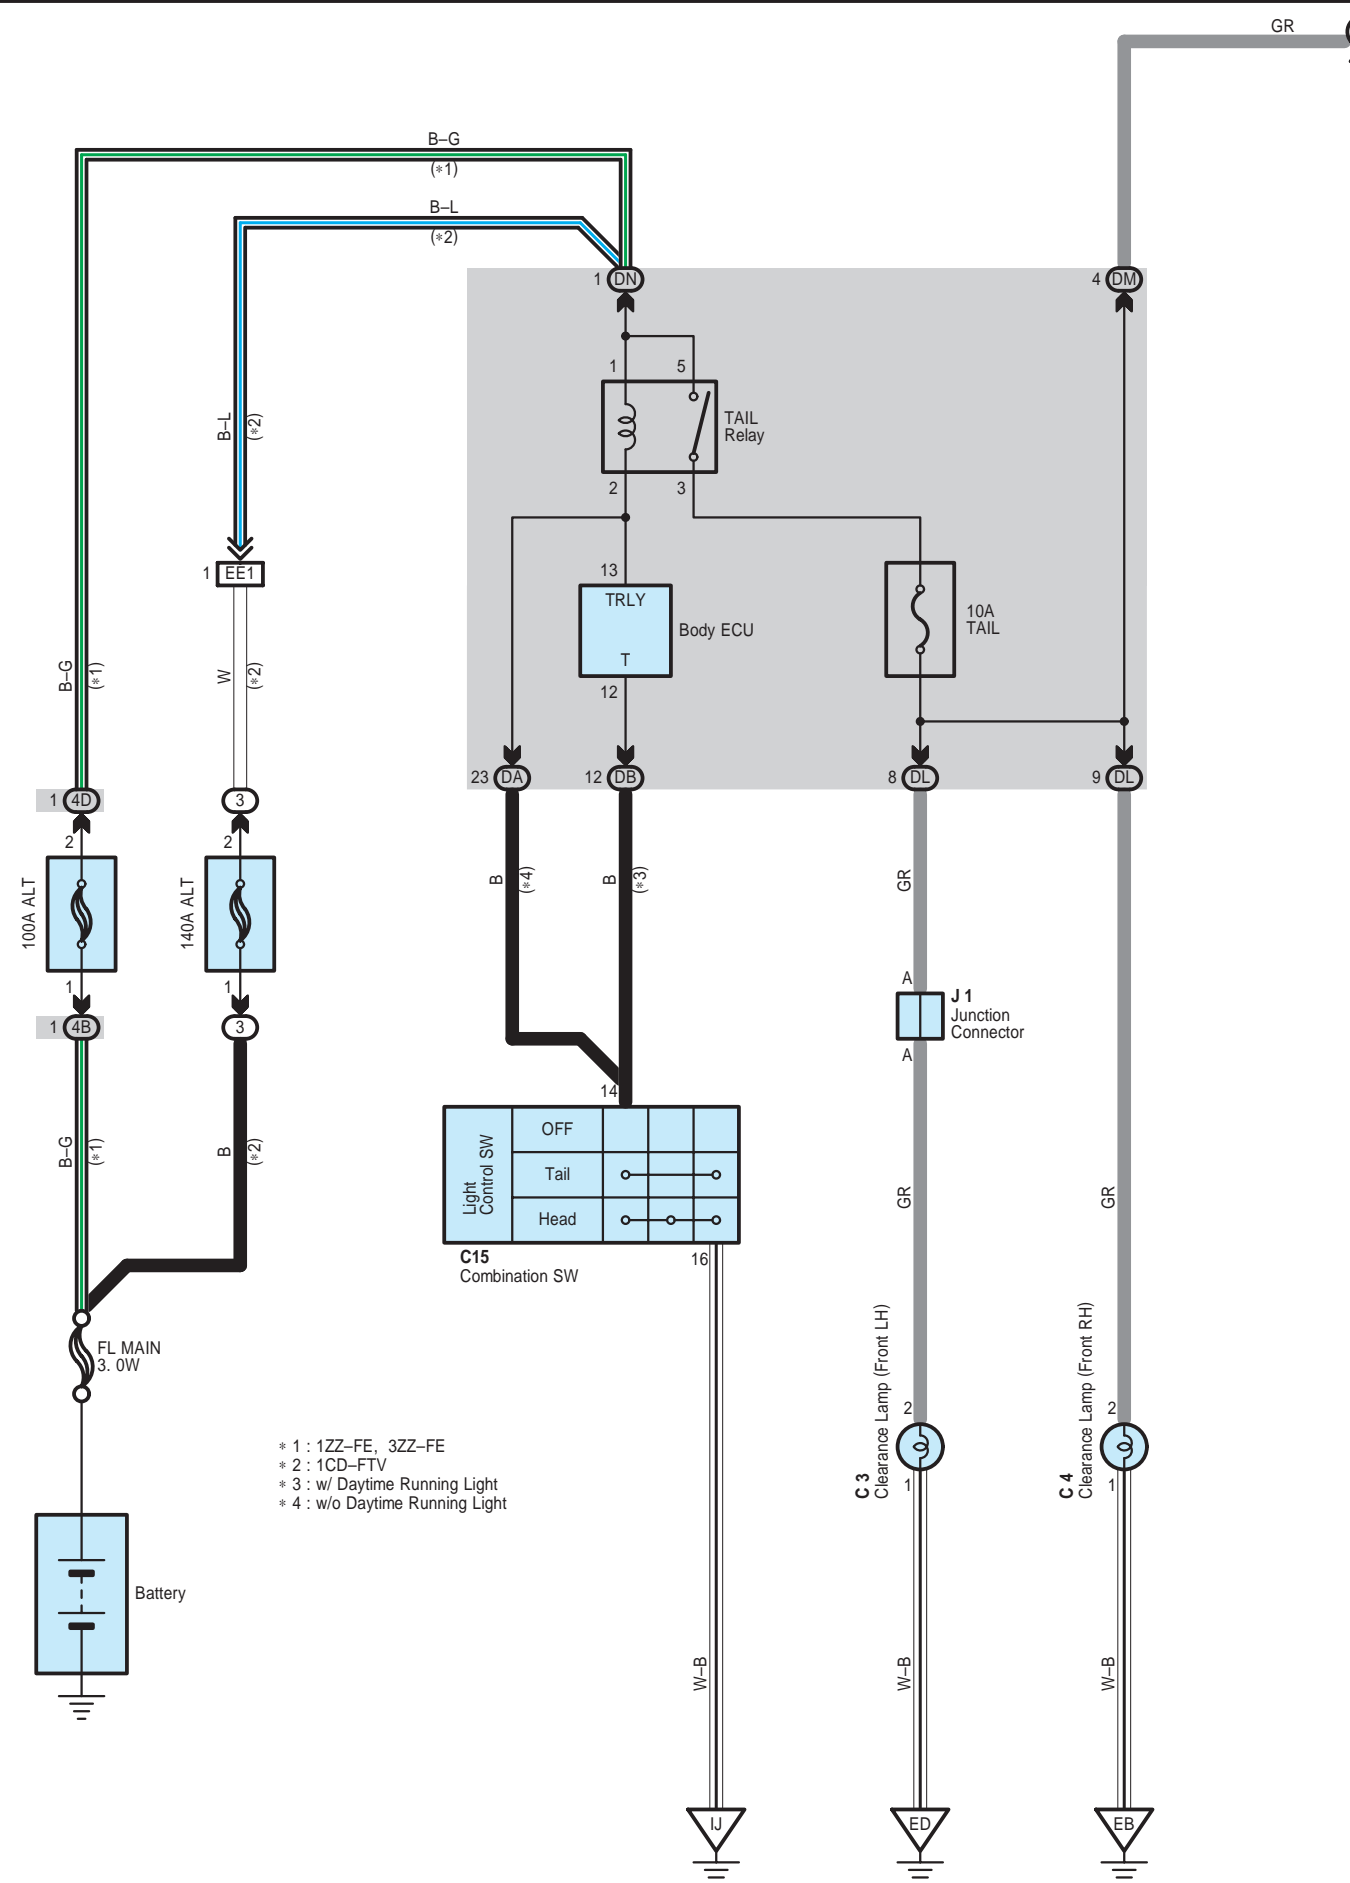 GR
B–G
(*1)
B–L
(*2)
1 DN
4 DM
1
5
TAIL
Relay
2
3
B–L
(*2)
1 EE1
13
TRLY
Body ECU
T
12
10A
TAIL
B–G
(*1)
W
(*2)
23 DA
12 DB
8 DL
9 DL
1 4D
3
2
2
100A ALT
140A ALT
1
1
1 4B
3
B
(*4)
B
(*3)
GR
A
J 1
Junction
Connector
A
14
Light
Control SW
OFF
Tail
Head
C15
Combination SW
16
B–G
(*1)
B
(*2)
GR
GR
FL MAIN
3. 0W
C 3
Clearance Lamp (Front LH)
2
1
C 4
Clearance Lamp (Front RH)
2
1
* 1 : 1ZZ–FE, 3ZZ–FE
* 2 : 1CD–FTV
* 3 : w/ Daytime Running Light
* 4 : w/o Daytime Running Light
Battery
W–B
W–B
W–B
IJ
ED
EB